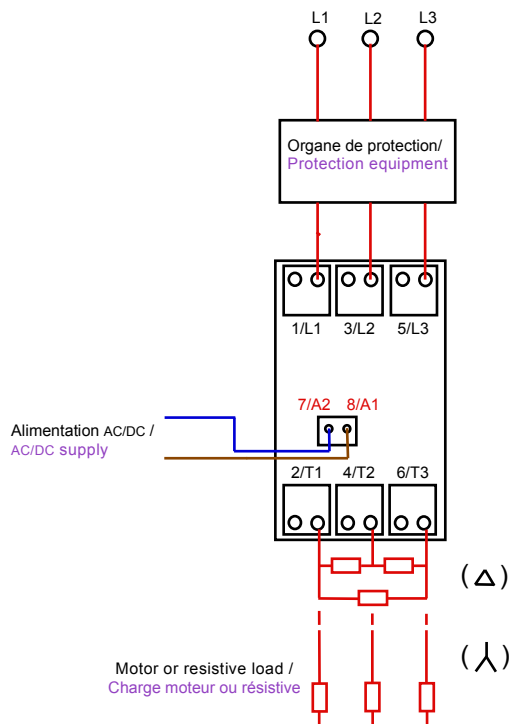 L1 L2 L3
Organe de protection/
Protection equipment
1/L1 3/L2 5/L3
7/A2 8/A1
Alimentation AC/DC /
AC/DC supply
2/T1 4/T2 6/T3
(△)
Motor or resistive load /
Charge moteur ou résistive